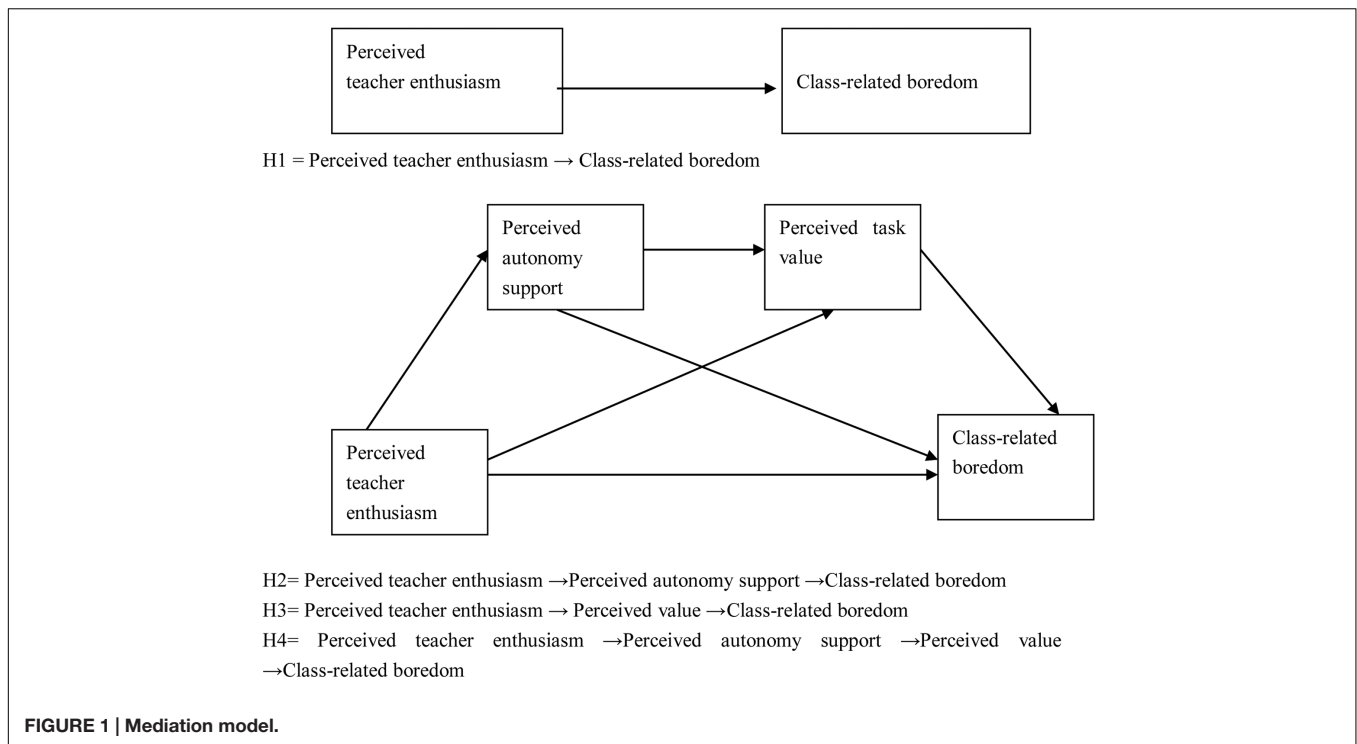 Perceived
teacher enthusiasm
Class-related boredom
H1 = Perceived teacher enthusiasm → Class-related boredom
Perceived
autonomy
support
Perceived task
value
Perceived
teacher
enthusiasm
Class-related
boredom
H2= Perceived teacher enthusiasm →Perceived autonomy support →Class-related boredom
H3= Perceived teacher enthusiasm → Perceived value →Class-related boredom
H4= Perceived teacher enthusiasm →Perceived autonomy support →Perceived value
→Class-related boredom
FIGURE 1 | Mediation model.